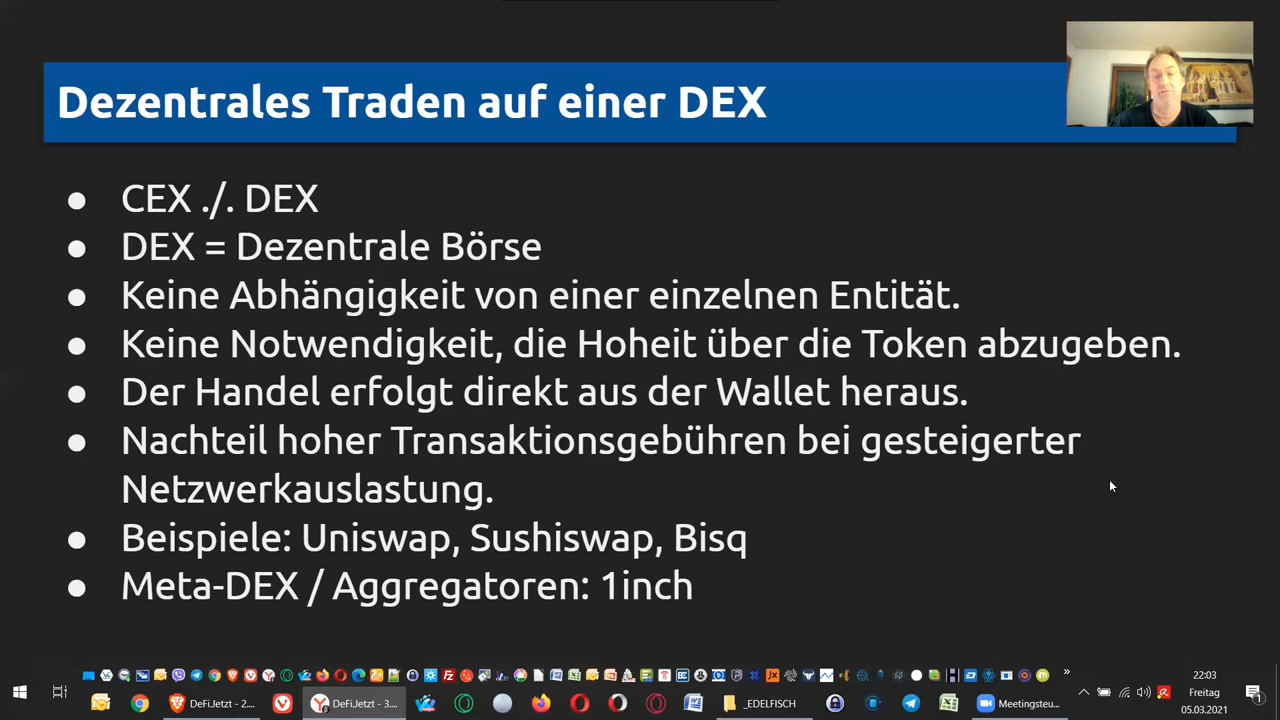 Dezentrales Traden auf einer DEX
● CEX ./. DEX
● DEX = Dezentrale Börse
● Keine Abhängigkeit von einer einzelnen Entität.
● Keine Notwendigkeit, die Hoheit über die Token abzugeben.
● Der Handel erfolgt direkt aus der Wallet heraus.
● Nachteil hoher Transaktionsgebühren bei gesteigerter
Netzwerkauslastung.
● Beispiele: Uniswap, Sushiswap, Bisq
● Meta-DEX / Aggregatoren: 1inch
22:03
DeFiJetzt - 2....
DeFiJetzt - 3....
_EDELFISCH
Meetingsteu...
Freitag
05.03.2021